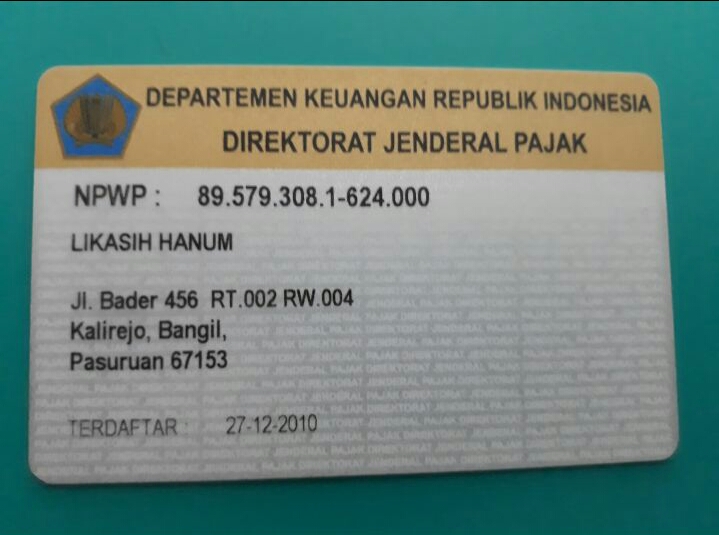 DEPARTEMEN KEUANGAN REPUBLIK INDONESIA
DIREKTORAT JENDERAL PAJAK
NPWP : 89.579.308.1-624.000
LIKASIH HANUM
Jl. Bader 456 RT.002 RW.004
Kalirejo, Bangil,
Pasuruan 67153
TERDAFTAR : 27-12-2010